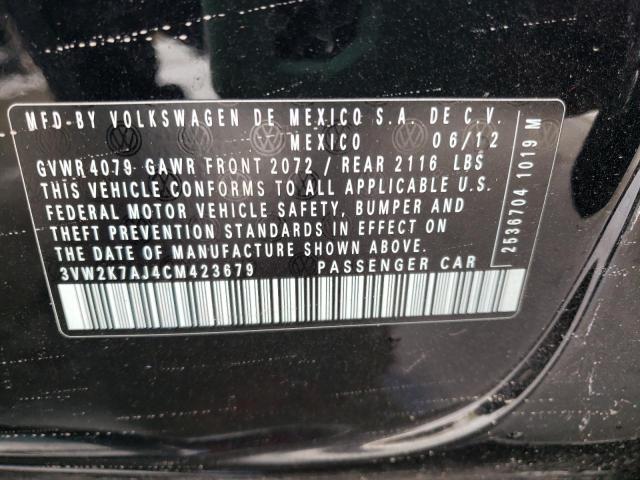 MFD-BY VOLKSWAGEN DE MEXICO S.A. DE C.V.
MEXICO 06/12
GVWR 4079 GAWR FRONT 2072 / REAR 2116 LBS
THIS VEHICLE CONFORMS TO ALL APPLICABLE U.S.
FEDERAL MOTOR VEHICLE SAFETY, BUMPER AND
THEFT PREVENTION STANDARDS IN EFFECT ON
THE DATE OF MANUFACTURE SHOWN ABOVE.
3VW2K7AJ4CM423679 PASSENGER CAR
2536704 1019 M